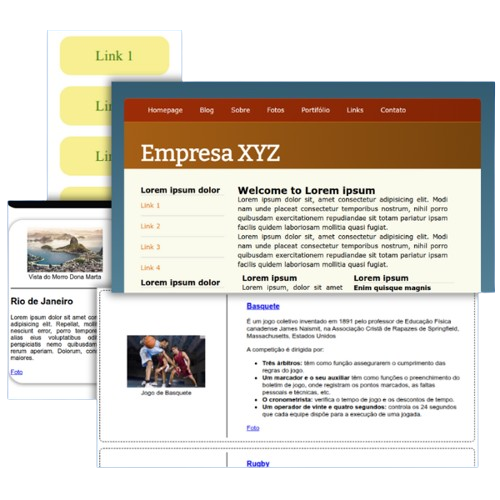 Link 1
Homepage Blog Sobre Fotos Portifólio Links Contato
Empresa XYZ
Lorem ipsum dolor
Link 1
Link 2
Link 3
Link 4
Lorem ipsum dolor
Welcome to Lorem ipsum
Lorem ipsum dolor sit, amet consectetur adipisicing elit. Modi
nam unde placeat consectetur temporibus nostrum, nihil porro
quibusdam exercitationem repudiandae sit totam pariatur ipsam
facilis quidem laboriosam mollitia quasi fugiat.
Lorem ipsum dolor sit, amet consectetur adipisicing elit. Modi
nam unde placeat consectetur temporibus nostrum, nihil porro
quibusdam exercitationem repudiandae sit totam pariatur ipsam
facilis quidem laboriosam mollitia quasi fugiat.
Lorem ipsum
Lorem ipsum, dolor sit amet
Lorem ipsum
Enim quisque magnis
Vista do Morro Dona Marta
Rio de Janeiro
Lorem ipsum dolor sit amet con
adipisicing elit. Repellat, molliti
nesciunt error, porro tempore
alias eius voluptatibus odit
perspiciatis nemo quibusdam
rerum aperiam. Dolorum, cons
maiores.
Foto
Jogo de Basquete
Basquete
É um jogo coletivo inventado em 1891 pelo professor de Educação Física
canadense James Naismit, na Associação Cristã de Rapazes de Springfield,
Massachusetts, Estados Unidos
A competição é dirigida por:
• Três árbitros: têm como função assegurarem o cumprimento das
regras do jogo.
• Um marcador e o seu auxiliar têm como funções o preenchimento do
boletim de jogo, onde registram os pontos marcados, as faltas
pessoais e técnicas, etc.
• O cronometrista: verifica o tempo de jogo e os descontos de tempo.
• Um operador de vinte e quatro segundos: controla os 24 segundos
que cada equipe dispõe para a execução de uma jogada.
Foto
Rugby